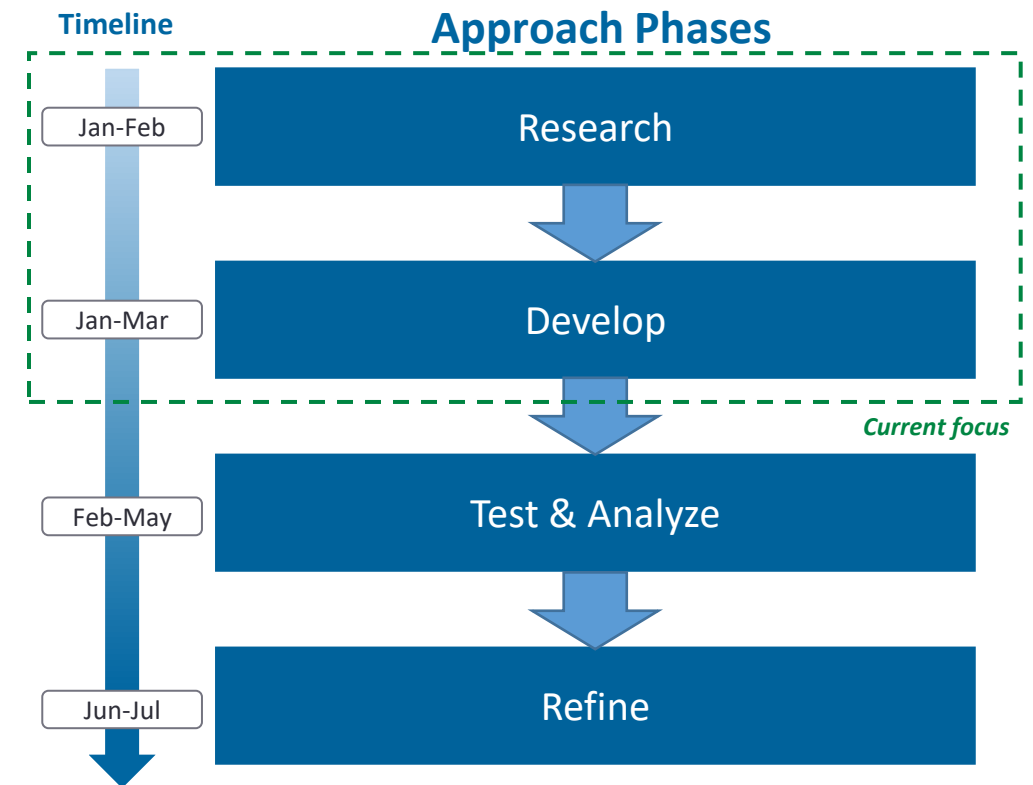 Timeline
Approach Phases
Jan-Feb
Research
Jan-Mar
Develop
Current focus
Feb-May
Test & Analyze
Jun-Jul
Refine